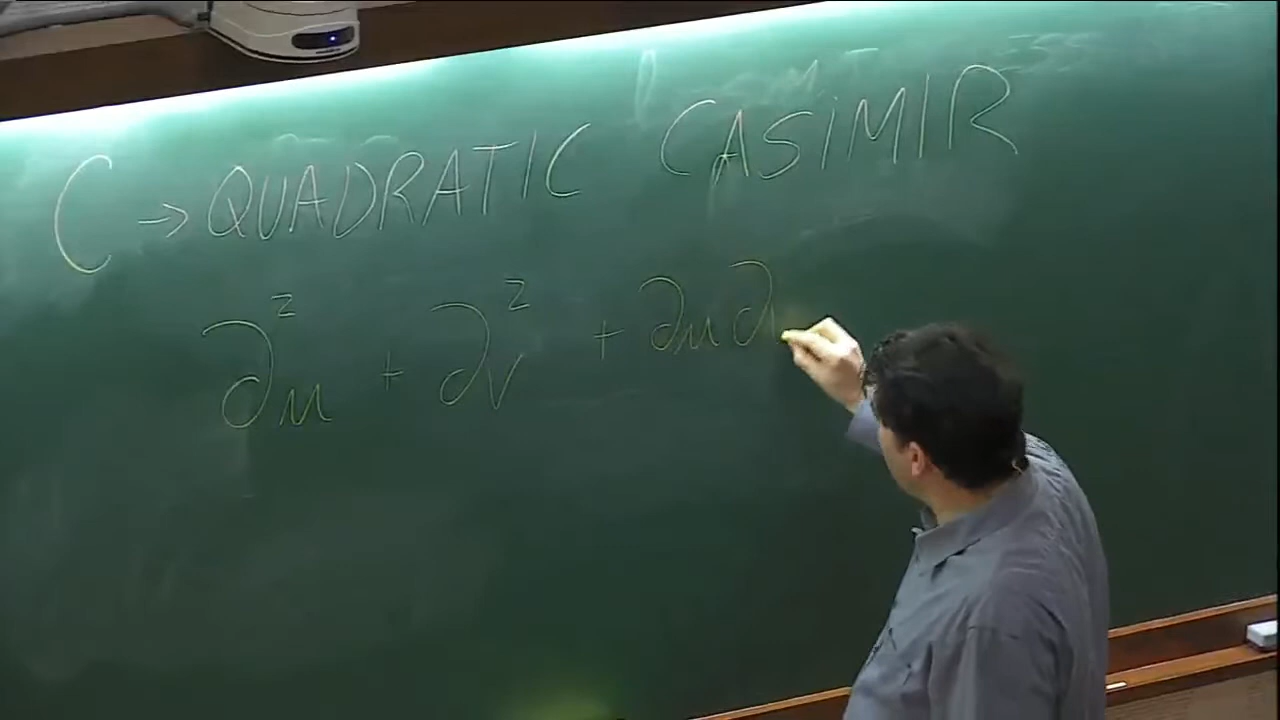 C → QUADRATIC CASIMIR
∂u² + ∂v² + ∂u∂